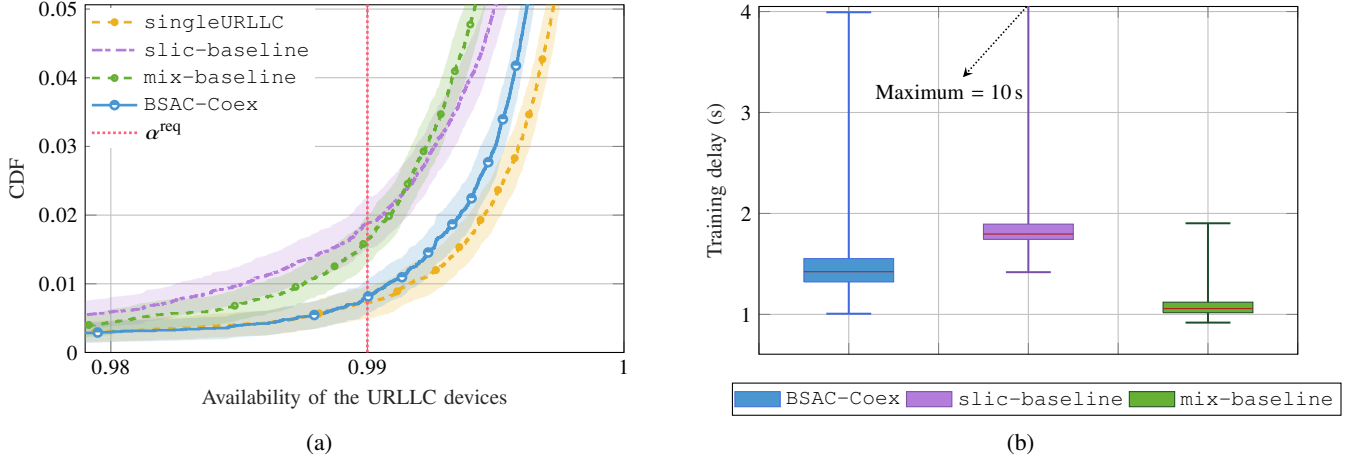 0.05
0.04
0.03
0.02
0.01
0
CDF
singleURLLC
slic-baseline
mix-baseline
BSAC-Coex
α^req
0.98
0.99
1
Availability of the URLLC devices
(a)
4
3
2
1
Training delay (s)
Maximum = 10 s
BSAC-Coex slic-baseline mix-baseline
(b)